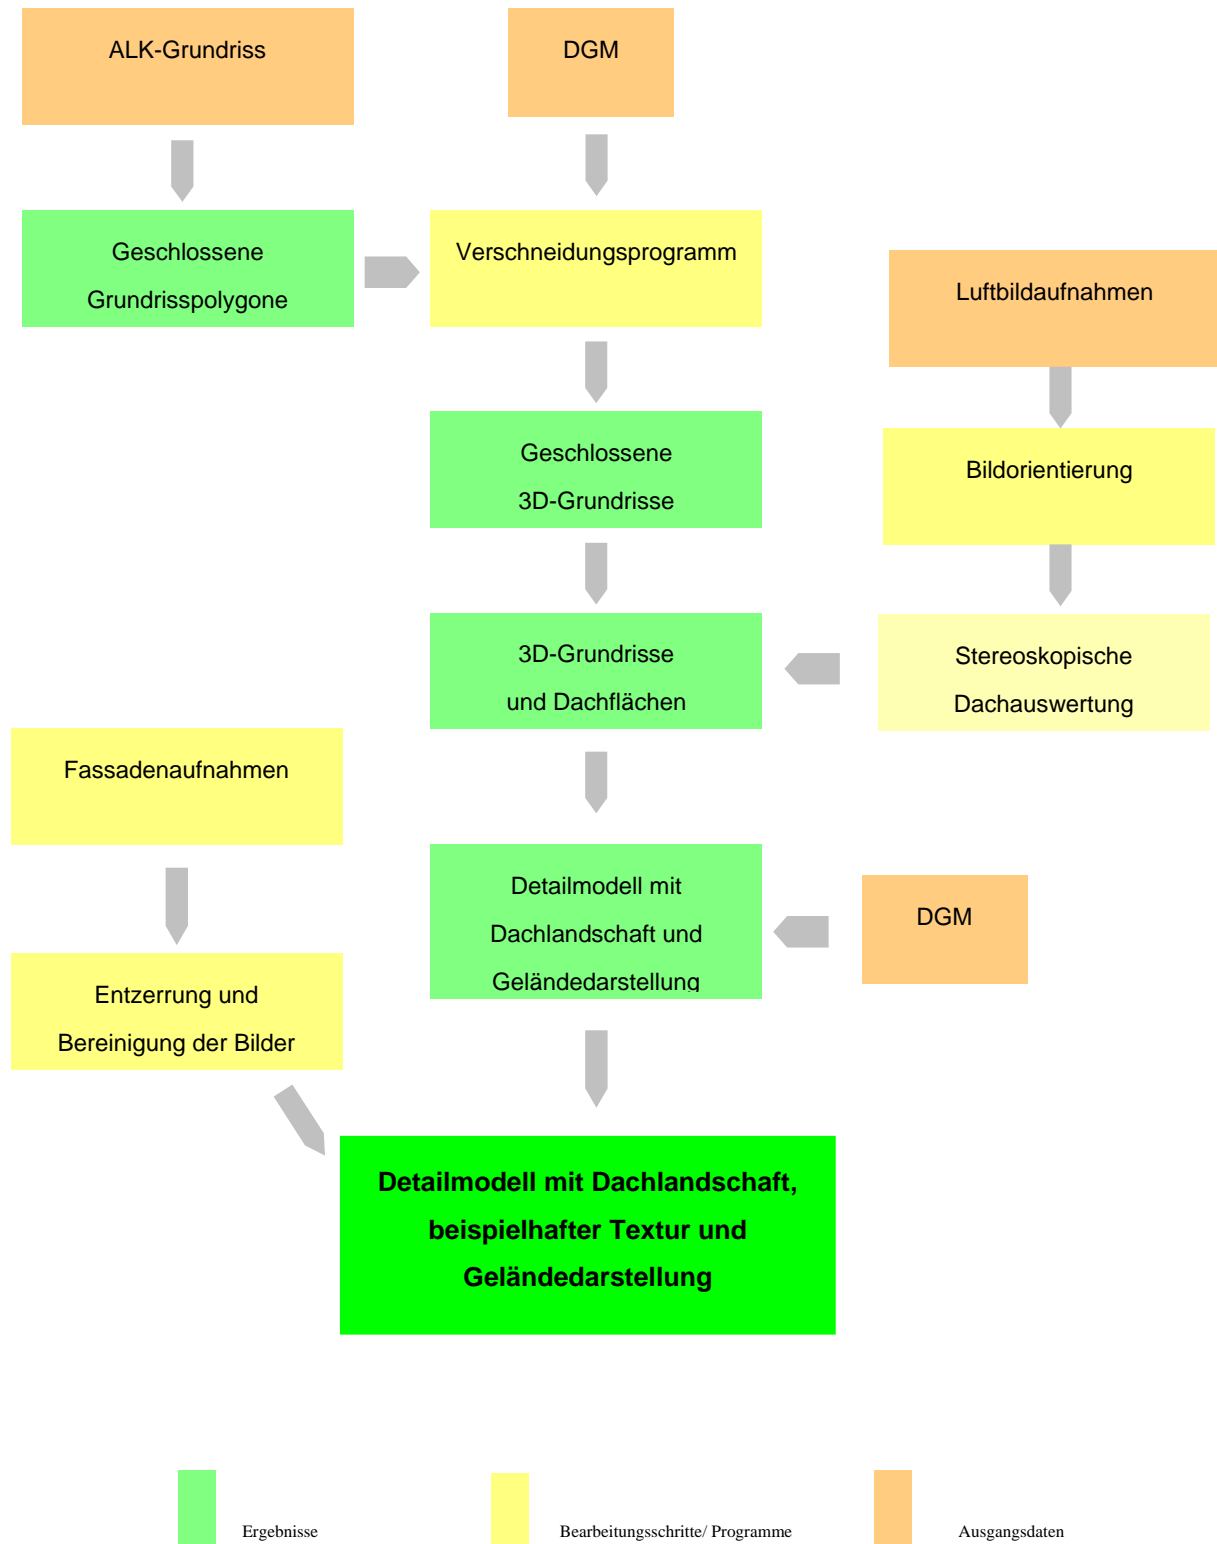 ALK-Grundriss
DGM
Geschlossene
Grundrisspolygone
Verschneidungsprogramm
Luftbildaufnahmen
Geschlossene
3D-Grundrisse
Bildorientierung
3D-Grundrisse
und Dachflächen
Stereoskopische
Dachauswertung
Fassadenaufnahmen
Detailmodell mit
Dachlandschaft und
Geländedarstellung
DGM
Entzerrung und
Bereinigung der Bilder
Detailmodell mit Dachlandschaft,
beispielhafter Textur und
Geländedarstellung
Ergebnisse
Bearbeitungsschritte/ Programme
Ausgangsdaten